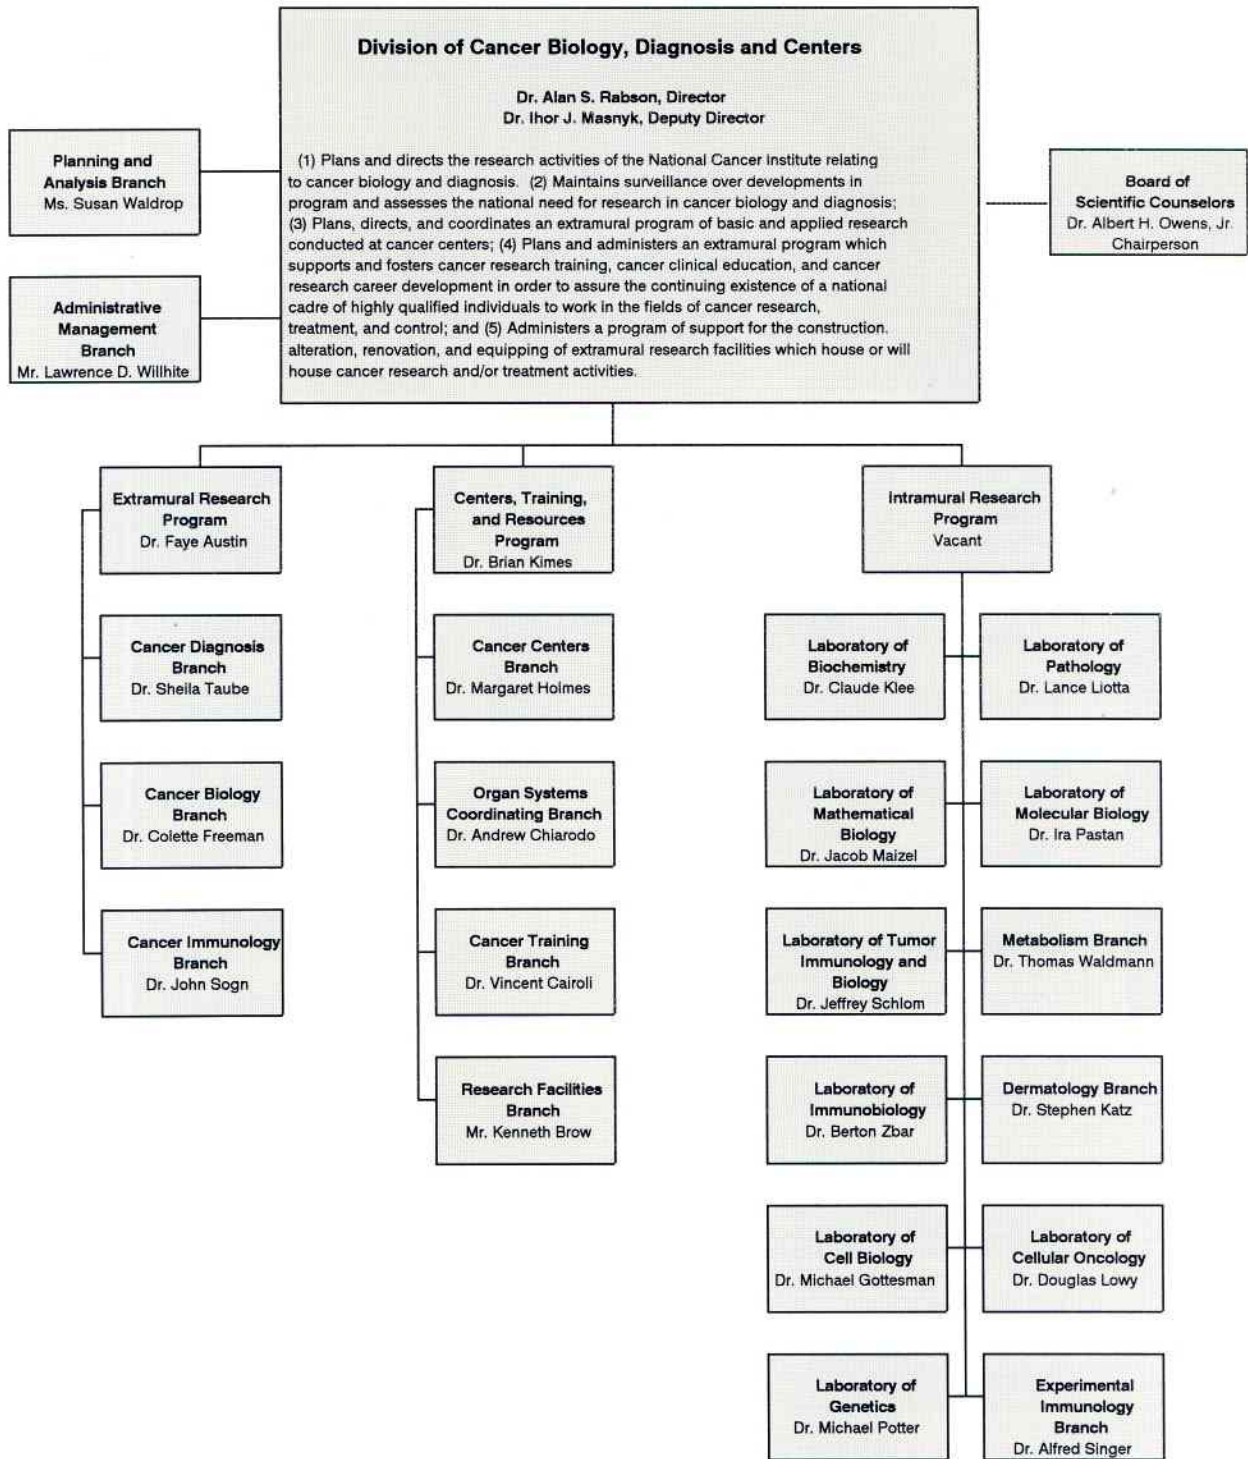 Division of Cancer Biology, Diagnosis and Centers
Dr. Alan S. Rabson, Director
Dr. Ihor J. Masnyk, Deputy Director
(1) Plans and directs the research activities of the National Cancer Institute relating
to cancer biology and diagnosis. (2) Maintains surveillance over developments in
program and assesses the national need for research in cancer biology and diagnosis;
(3) Plans, directs, and coordinates an extramural program of basic and applied research
conducted at cancer centers; (4) Plans and administers an extramural program which
supports and fosters cancer research training, cancer clinical education, and cancer
research career development in order to assure the continuing existence of a national
cadre of highly qualified individuals to work in the fields of cancer research,
treatment, and control; and (5) Administers a program of support for the construction.
alteration, renovation, and equipping of extramural research facilities which house or will
house cancer research and/or treatment activities.
Planning and
Analysis Branch
Ms. Susan Waldrop
Administrative
Management
Branch
Mr. Lawrence D. Willhite
Board of
Scientific Counselors
Dr. Albert H. Owens, Jr.
Chairperson
Extramural Research
Program
Dr. Faye Austin
Cancer Diagnosis
Branch
Dr. Sheila Taube
Cancer Biology
Branch
Dr. Colette Freeman
Cancer Immunology
Branch
Dr. John Sogn
Centers, Training,
and Resources
Program
Dr. Brian Kimes
Cancer Centers
Branch
Dr. Margaret Holmes
Organ Systems
Coordinating Branch
Dr. Andrew Chiarodo
Cancer Training
Branch
Dr. Vincent Cairoli
Research Facilities
Branch
Mr. Kenneth Brow
Intramural Research
Program
Vacant
Laboratory of
Biochemistry
Dr. Claude Klee
Laboratory of
Pathology
Dr. Lance Liotta
Laboratory of
Mathematical
Biology
Dr. Jacob Maizel
Laboratory of
Molecular Biology
Dr. Ira Pastan
Laboratory of Tumor
Immunology and
Biology
Dr. Jeffrey Schlom
Metabolism Branch
Dr. Thomas Waldmann
Laboratory of
Immunobiology
Dr. Berton Zbar
Dermatology Branch
Dr. Stephen Katz
Laboratory of
Cell Biology
Dr. Michael Gottesman
Laboratory of
Cellular Oncology
Dr. Douglas Lowy
Laboratory of
Genetics
Dr. Michael Potter
Experimental
Immunology
Branch
Dr. Alfred Singer